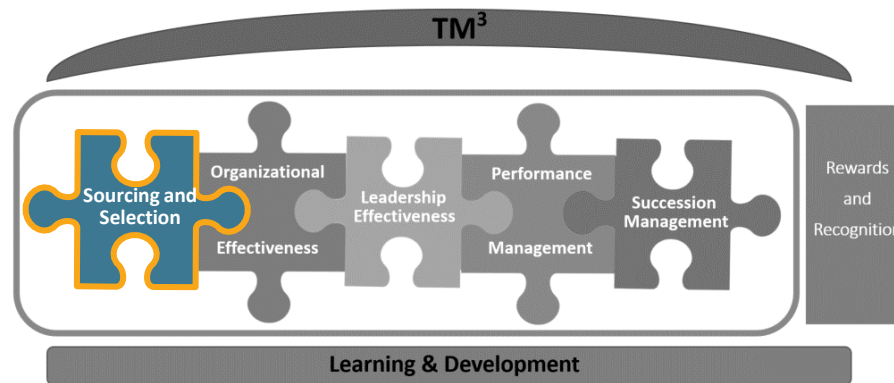 TM³
Sourcing and
Selection
Organizational
Effectiveness
Leadership
Effectiveness
Performance
Management
Succession
Management
Rewards
and
Recognition
Learning & Development